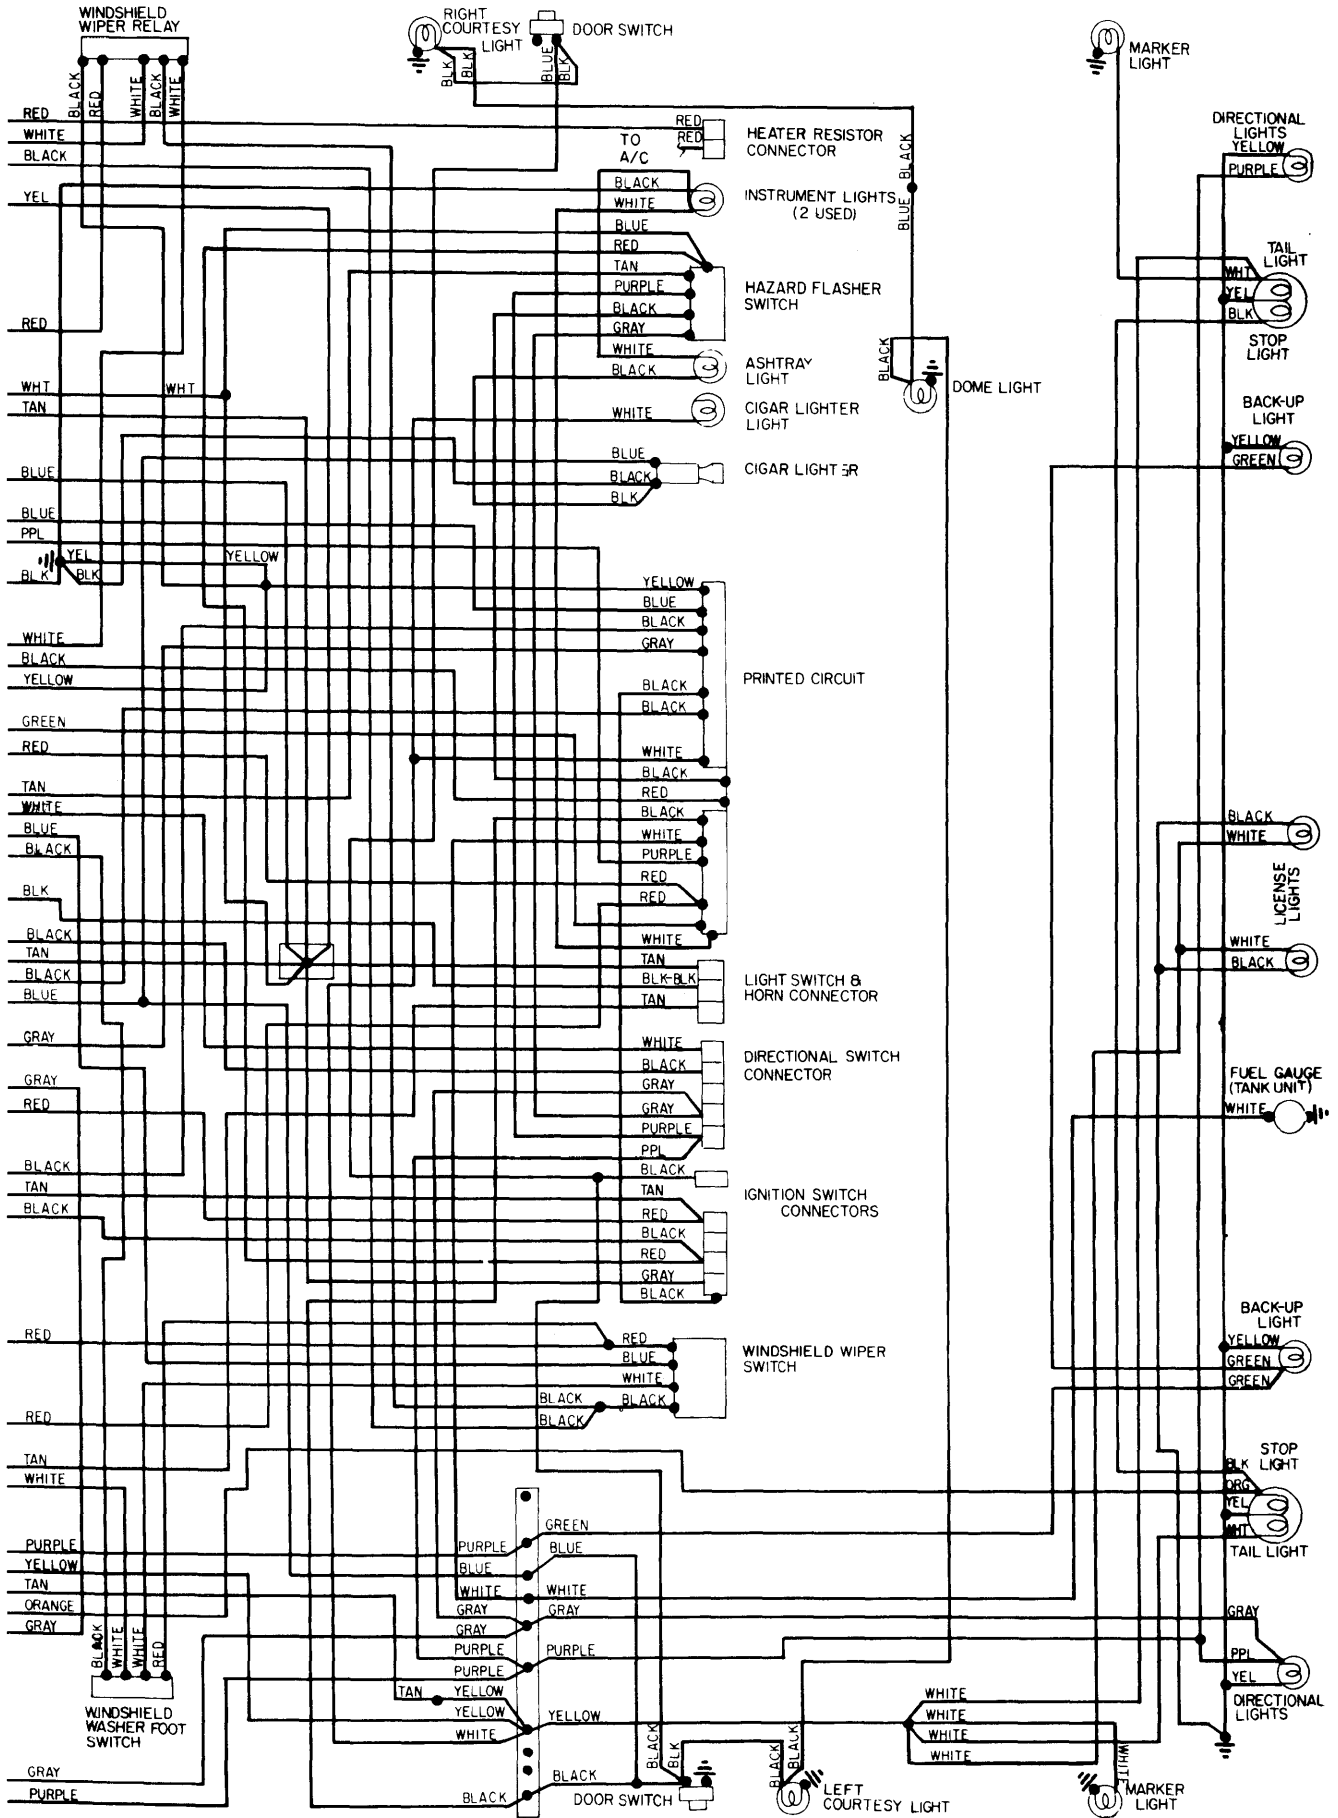 WINDSHIELD
WIPER RELAY
RIGHT
COURTESY
LIGHT
DOOR SWITCH
MARKER
LIGHT
BLACK
RED
WHITE
BLACK
WHITE
BLK
BLK
BLUE
BLK
RED
WHITE
BLACK
YEL
RED
RED
TO
A/C
HEATER RESISTOR
CONNECTOR
BLACK
BLUE
DIRECTIONAL
LIGHTS
YELLOW
PURPLE
BLACK
WHITE
INSTRUMENT LIGHTS
(2 USED)
BLUE
RED
TAN
PURPLE
BLACK
GRAY
HAZARD FLASHER
SWITCH
TAIL
LIGHT
WHT
YEL
BLK
STOP
LIGHT
RED
WHITE
BLACK
ASHTRAY
LIGHT
BLACK
DOME LIGHT
WHT
WHT
TAN
WHITE
CIGAR LIGHTER
LIGHT
BACK-UP
LIGHT
YELLOW
GREEN
BLUE
BLACK
BLK
CIGAR LIGHTER
BLUE
BLUE
PPL
YEL
YELLOW
BLK
BLK
YELLOW
BLUE
BLACK
GRAY
BLACK
BLACK
WHITE
BLACK
RED
BLACK
WHITE
PURPLE
RED
RED
WHITE
PRINTED CIRCUIT
WHITE
BLACK
YELLOW
GREEN
RED
TAN
WHITE
BLUE
BLACK
BLK
BLACK
TAN
BLACK
BLUE
GRAY
BLACK
WHITE
LICENSE
LIGHTS
WHITE
BLACK
TAN
BLK-BLK
TAN
LIGHT SWITCH &
HORN CONNECTOR
WHITE
BLACK
GRAY
GRAY
PURPLE
PPL
DIRECTIONAL SWITCH
CONNECTOR
FUEL GAUGE
(TANK UNIT)
WHITE
GRAY
RED
BLACK
TAN
BLACK
BLACK
TAN
RED
BLACK
RED
GRAY
BLACK
IGNITION SWITCH
CONNECTORS
BACK-UP
LIGHT
YELLOW
GREEN
GREEN
RED
RED
BLUE
WHITE
BLACK
BLACK
BLACK
WINDSHIELD WIPER
SWITCH
RED
TAN
WHITE
STOP
LIGHT
BLK
ORG
YEL
WHT
TAIL LIGHT
PURPLE
YELLOW
TAN
ORANGE
GRAY
PURPLE
GREEN
BLUE
BLUE
WHITE
WHITE
GRAY
GRAY
GRAY
PURPLE
PURPLE
PURPLE
TAN
YELLOW
YELLOW
YELLOW
WHITE
BLACK
WHITE
WHITE
RED
WINDSHIELD
WASHER FOOT
SWITCH
GRAY
PPL
YEL
DIRECTIONAL
LIGHTS
WHITE
WHITE
WHITE
WHITE
BLACK
BLK
BLACK
BLACK
WHITE
GRAY
PURPLE
BLACK
BLACK
DOOR SWITCH
LEFT
COURTESY LIGHT
MARKER
LIGHT